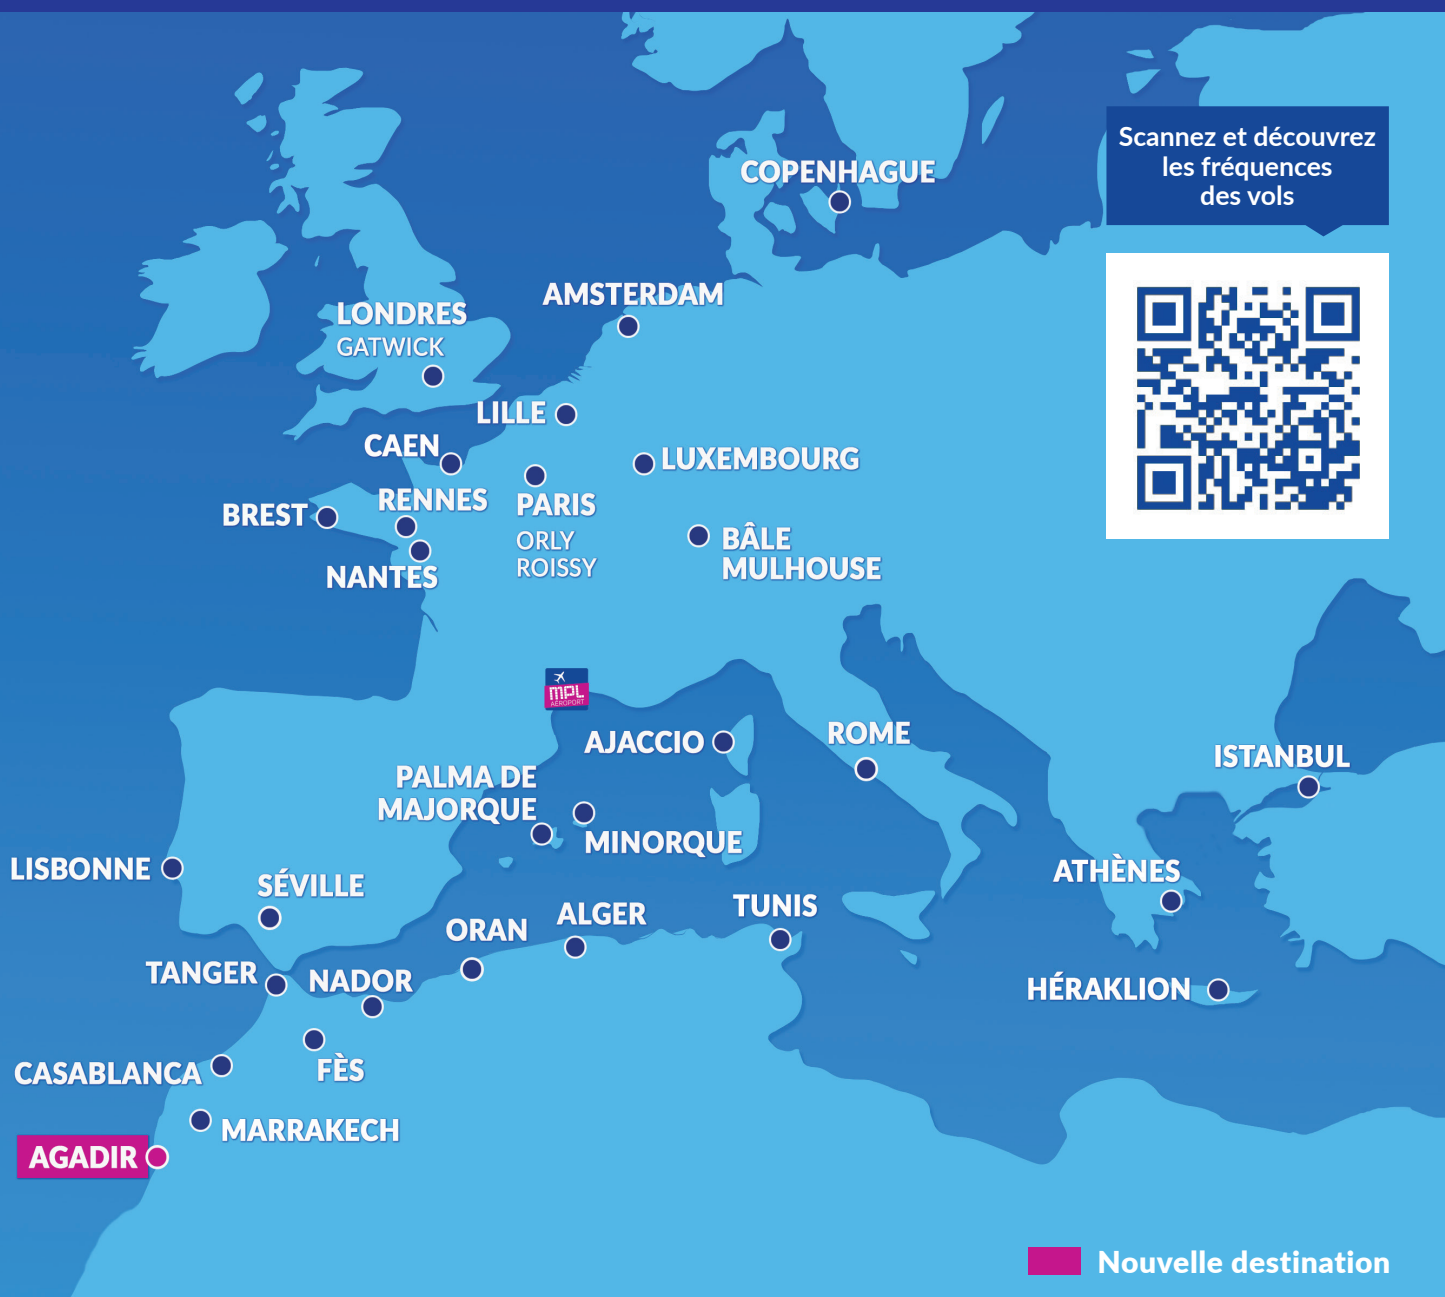 Scannez et découvrez
les fréquences
des vols
COPENHAGUE
AMSTERDAM
LONDRES
GATWICK
LILLE
CAEN
LUXEMBOURG
RENNES
PARIS
ORLY
ROISSY
BREST
BÂLE
MULHOUSE
NANTES
MPL
AÉROPORT
AJACCIO
ROME
ISTANBUL
PALMA DE
MAJORQUE
MINORQUE
LISBONNE
SÉVILLE
ATHÈNES
ORAN
ALGER
TUNIS
TANGER
NADOR
HÉRAKLION
FÈS
CASABLANCA
MARRAKECH
AGADIR
Nouvelle destination